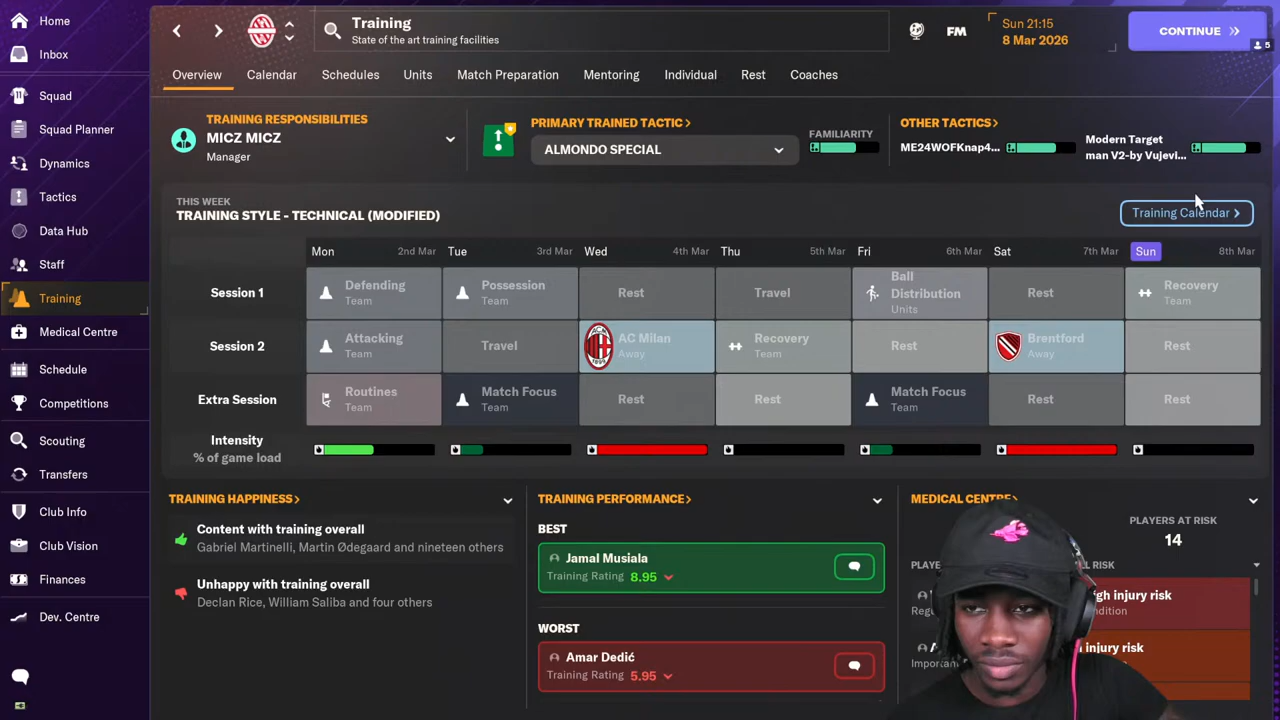 Home
Inbox
Squad
Squad Planner
Dynamics
Tactics
Data Hub
Staff
Training
Medical Centre
Schedule
Competitions
Scouting
Transfers
Club Info
Club Vision
Finances
Dev. Centre
Training
State of the art training facilities
FM
Sun 21:15
8 Mar 2026
CONTINUE
5
Overview
Calendar
Schedules
Units
Match Preparation
Mentoring
Individual
Rest
Coaches
TRAINING RESPONSIBILITIES
MICZ MICZ
Manager
PRIMARY TRAINED TACTIC >
ALMONDO SPECIAL
FAMILIARITY
OTHER TACTICS >
ME24WOFKnap4...
Modern Target
man V2-by Vujevi...
THIS WEEK
TRAINING STYLE - TECHNICAL (MODIFIED)
Training Calendar >
Mon 2nd Mar Tue 3rd Mar Wed 4th Mar Thu 5th Mar Fri 6th Mar Sat 7th Mar Sun 8th Mar
Session 1
Defending
Team
Possession
Team
Rest
Travel
Ball
Distribution
Units
Rest
Recovery
Team
Session 2
Attacking
Team
Travel
AC Milan
Away
Recovery
Team
Rest
Brentford
Away
Rest
Extra Session
Routines
Team
Match Focus
Team
Rest
Rest
Match Focus
Team
Rest
Rest
Intensity
% of game load
TRAINING HAPPINESS >
Content with training overall
Gabriel Martinelli, Martin Ødegaard and nineteen others
Unhappy with training overall
Declan Rice, William Saliba and four others
TRAINING PERFORMANCE >
BEST
Jamal Musiala
Training Rating 8.95
WORST
Amar Dedić
Training Rating 5.95
MEDICAL CENTRE >
PLAYERS AT RISK
14
RISK
injury risk
injury risk